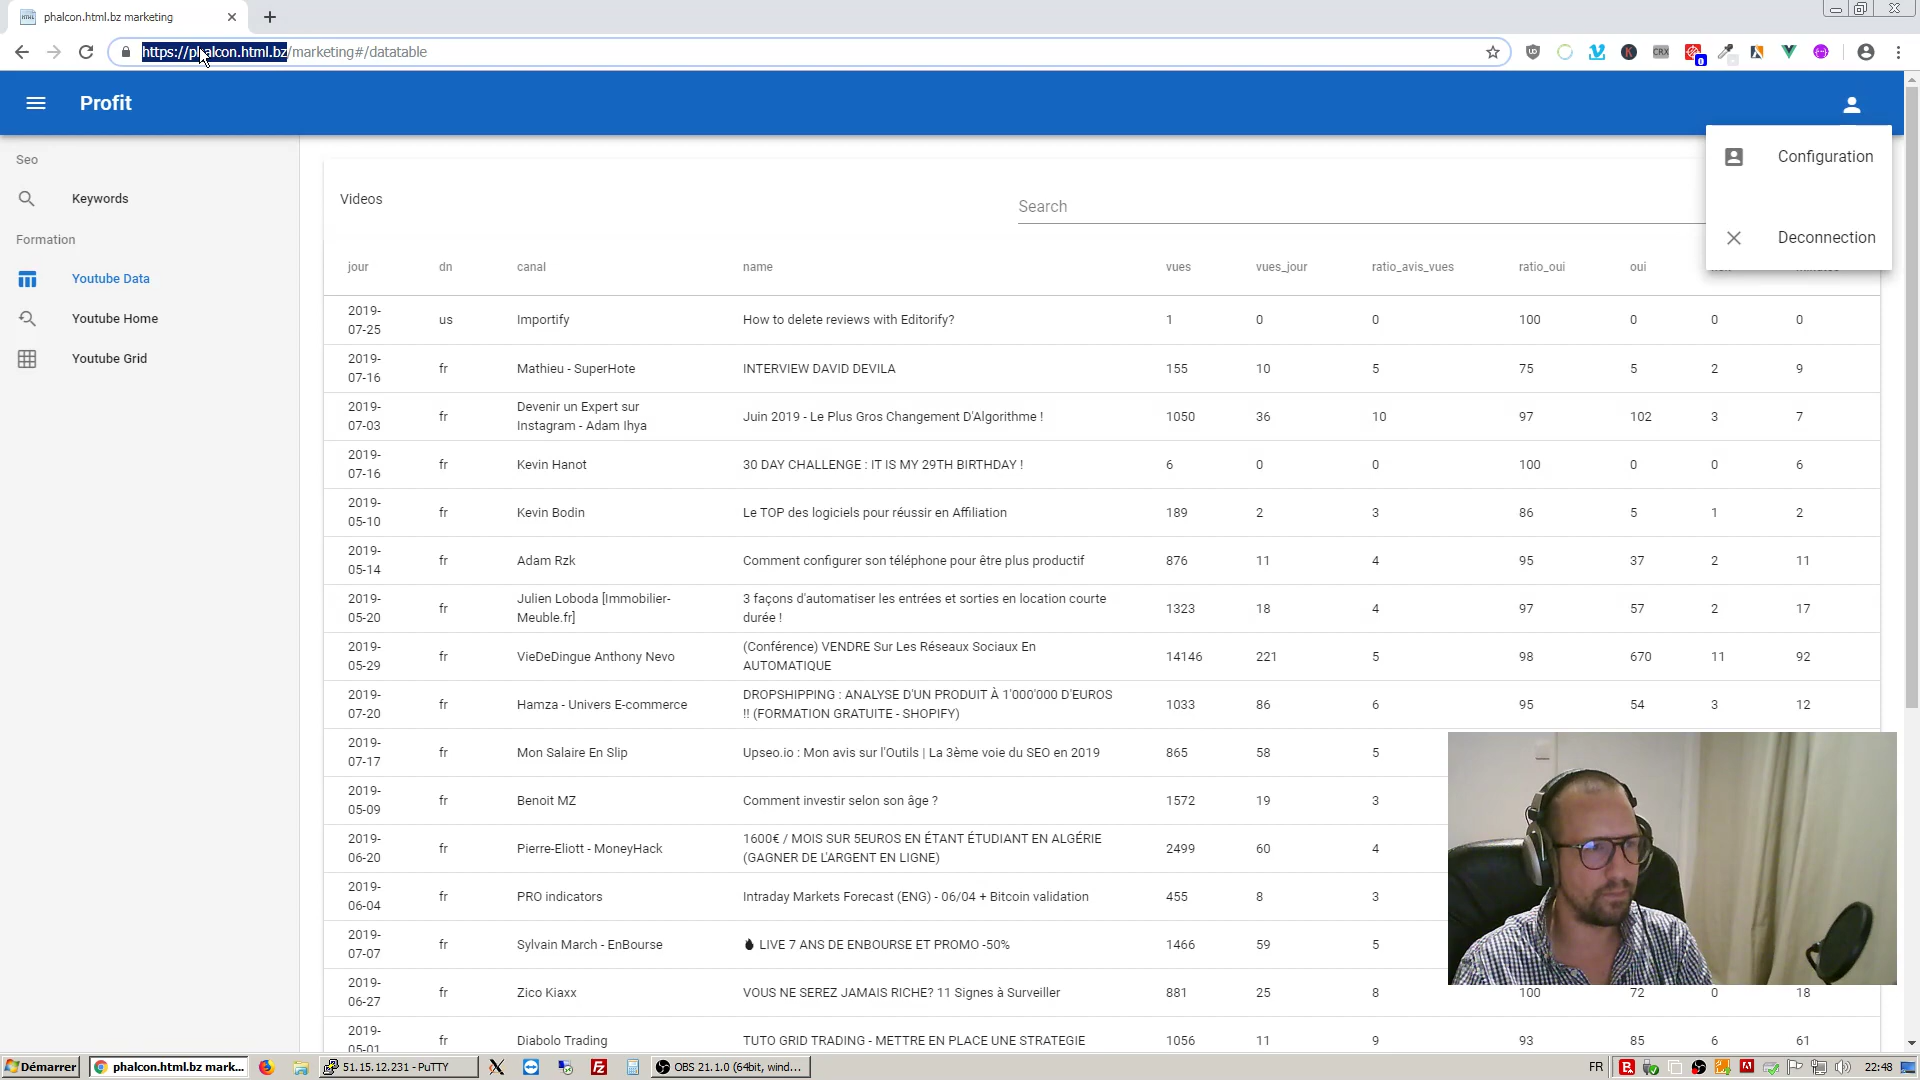 phalcon.html.bz marketing
https://phalcon.html.bz/marketing#/datatable
CRX
0
Profit
Configuration
Deconnection
Seo
Keywords
Formation
Youtube Data
Youtube Home
Youtube Grid
Videos
Search
jour dn canal name vues vues_jour ratio_avis_vues ratio_oui oui
2019-
07-25 us Importify How to delete reviews with Editorify? 1 0 0 100 0 0 0
2019-
07-16 fr Mathieu - SuperHote INTERVIEW DAVID DEVILA 155 10 5 75 5 2 9
2019- Devenir un Expert sur
07-03 fr Instagram - Adam Ihya Juin 2019 - Le Plus Gros Changement D'Algorithme ! 1050 36 10 97 102 3 7
2019-
07-16 fr Kevin Hanot 30 DAY CHALLENGE : IT IS MY 29TH BIRTHDAY ! 6 0 0 100 0 0 6
2019-
05-10 fr Kevin Bodin Le TOP des logiciels pour réussir en Affiliation 189 2 3 86 5 1 2
2019-
05-14 fr Adam Rzk Comment configurer son téléphone pour être plus productif 876 11 4 95 37 2 11
2019- Julien Loboda [Immobilier- 3 façons d'automatiser les entrées et sorties en location courte
05-20 fr Meuble.fr] durée ! 1323 18 4 97 57 2 17
2019- (Conférence) VENDRE Sur Les Réseaux Sociaux En
05-29 fr VieDeDingue Anthony Nevo AUTOMATIQUE 14146 221 5 98 670 11 92
2019- DROPSHIPPING : ANALYSE D'UN PRODUIT À 1'000'000 D'EUROS
07-20 fr Hamza - Univers E-commerce !! (FORMATION GRATUITE - SHOPIFY) 1033 86 6 95 54 3 12
2019-
07-17 fr Mon Salaire En Slip Upseo.io : Mon avis sur l'Outils | La 3ème voie du SEO en 2019 865 58 5
2019-
05-09 fr Benoit MZ Comment investir selon son âge ? 1572 19 3
2019- 1600€ / MOIS SUR 5EUROS EN ÉTANT ÉTUDIANT EN ALGÉRIE
06-20 fr Pierre-Eliott - MoneyHack (GAGNER DE L'ARGENT EN LIGNE) 2499 60 4
2019-
06-04 fr PRO indicators Intraday Markets Forecast (ENG) - 06/04 + Bitcoin validation 455 8 3
2019-
07-07 fr Sylvain March - EnBourse LIVE 7 ANS DE ENBOURSE ET PROMO -50% 1466 59 5
2019-
06-27 fr Zico Kiaxx VOUS NE SEREZ JAMAIS RICHE? 11 Signes à Surveiller 881 25 8 100 72 0 18
2019-
05-01 fr Diabolo Trading TUTO GRID TRADING - METTRE EN PLACE UNE STRATEGIE 1056 11 9 93 85 6 61
Démarrer phalcon.html.bz mark... 51.15.12.231 - PuTTY OBS 21.1.0 (64bit, wind... FR 22:48